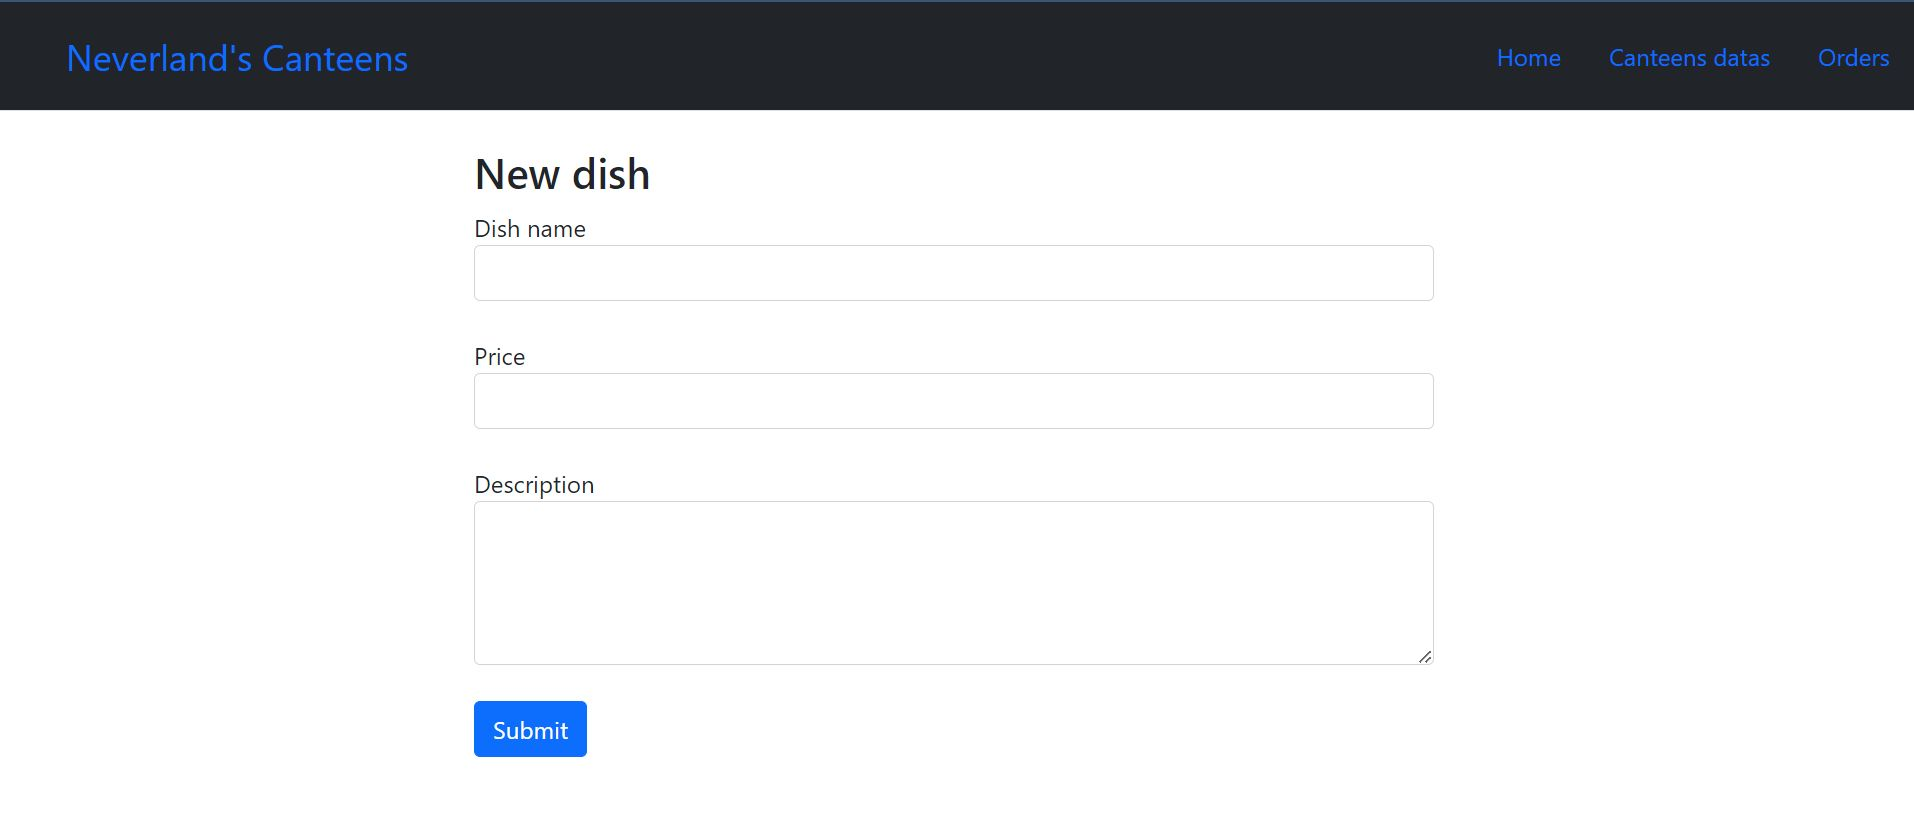 Neverland's Canteens
Home Canteens datas Orders
New dish
Dish name
Price
Description
Submit